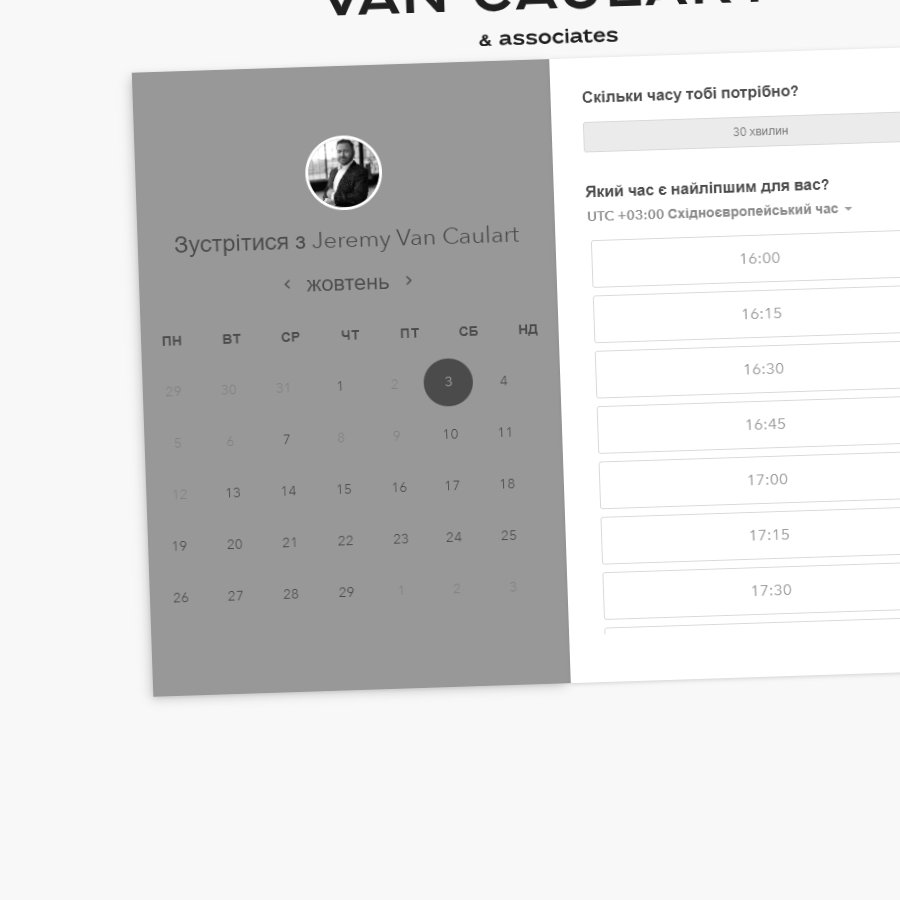 VAN CAULART
& associates
Зустрітися з Jeremy Van Caulart
‹ жовтень ›
ПН ВТ СР ЧТ ПТ СБ НД
29 30 31 1 2 3 4
5 6 7 8 9 10 11
12 13 14 15 16 17 18
19 20 21 22 23 24 25
26 27 28 29 1 2 3
Скільки часу тобі потрібно?
30 хвилин
Який час є найліпшим для вас?
UTC +03:00 Східноєвропейський час
16:00
16:15
16:30
16:45
17:00
17:15
17:30